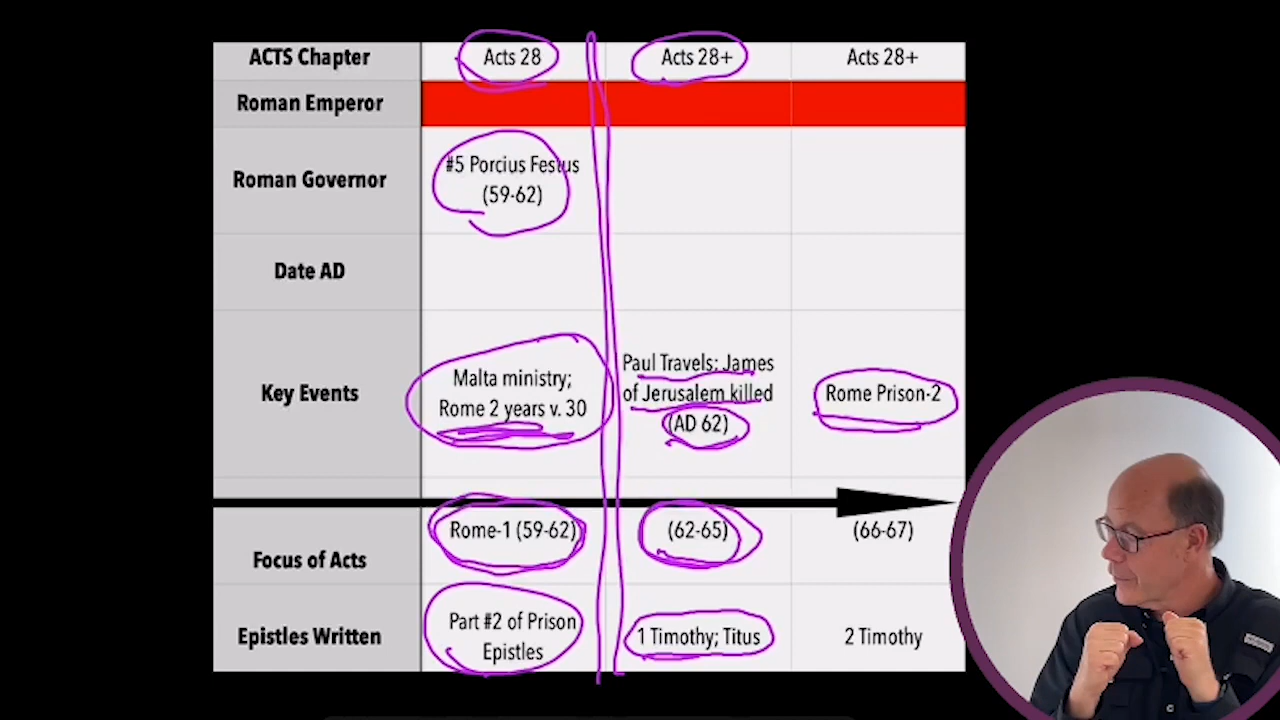 ACTS Chapter
Acts 28
Acts 28+
Acts 28+
Roman Emperor
Roman Governor
#5 Porcius Festus
(59-62)
Date AD
Key Events
Malta ministry;
Rome 2 years v. 30
Paul Travels; James
of Jerusalem killed
(AD 62)
Rome Prison-2
Focus of Acts
Rome-1 (59-62)
(62-65)
(66-67)
Epistles Written
Part #2 of Prison
Epistles
1 Timothy; Titus
2 Timothy